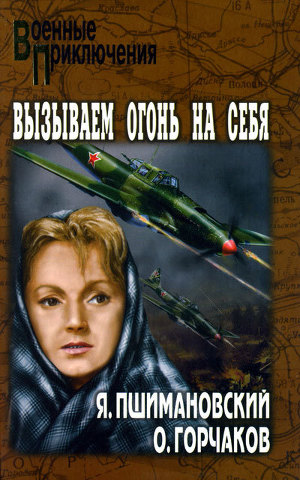 Военные
Приключения
ВЫЗЫВАЕМ ОГОНЬ НА СЕБЯ
Я. ПШИМАНОВСКИЙ
О. ГОРЧАКОВ